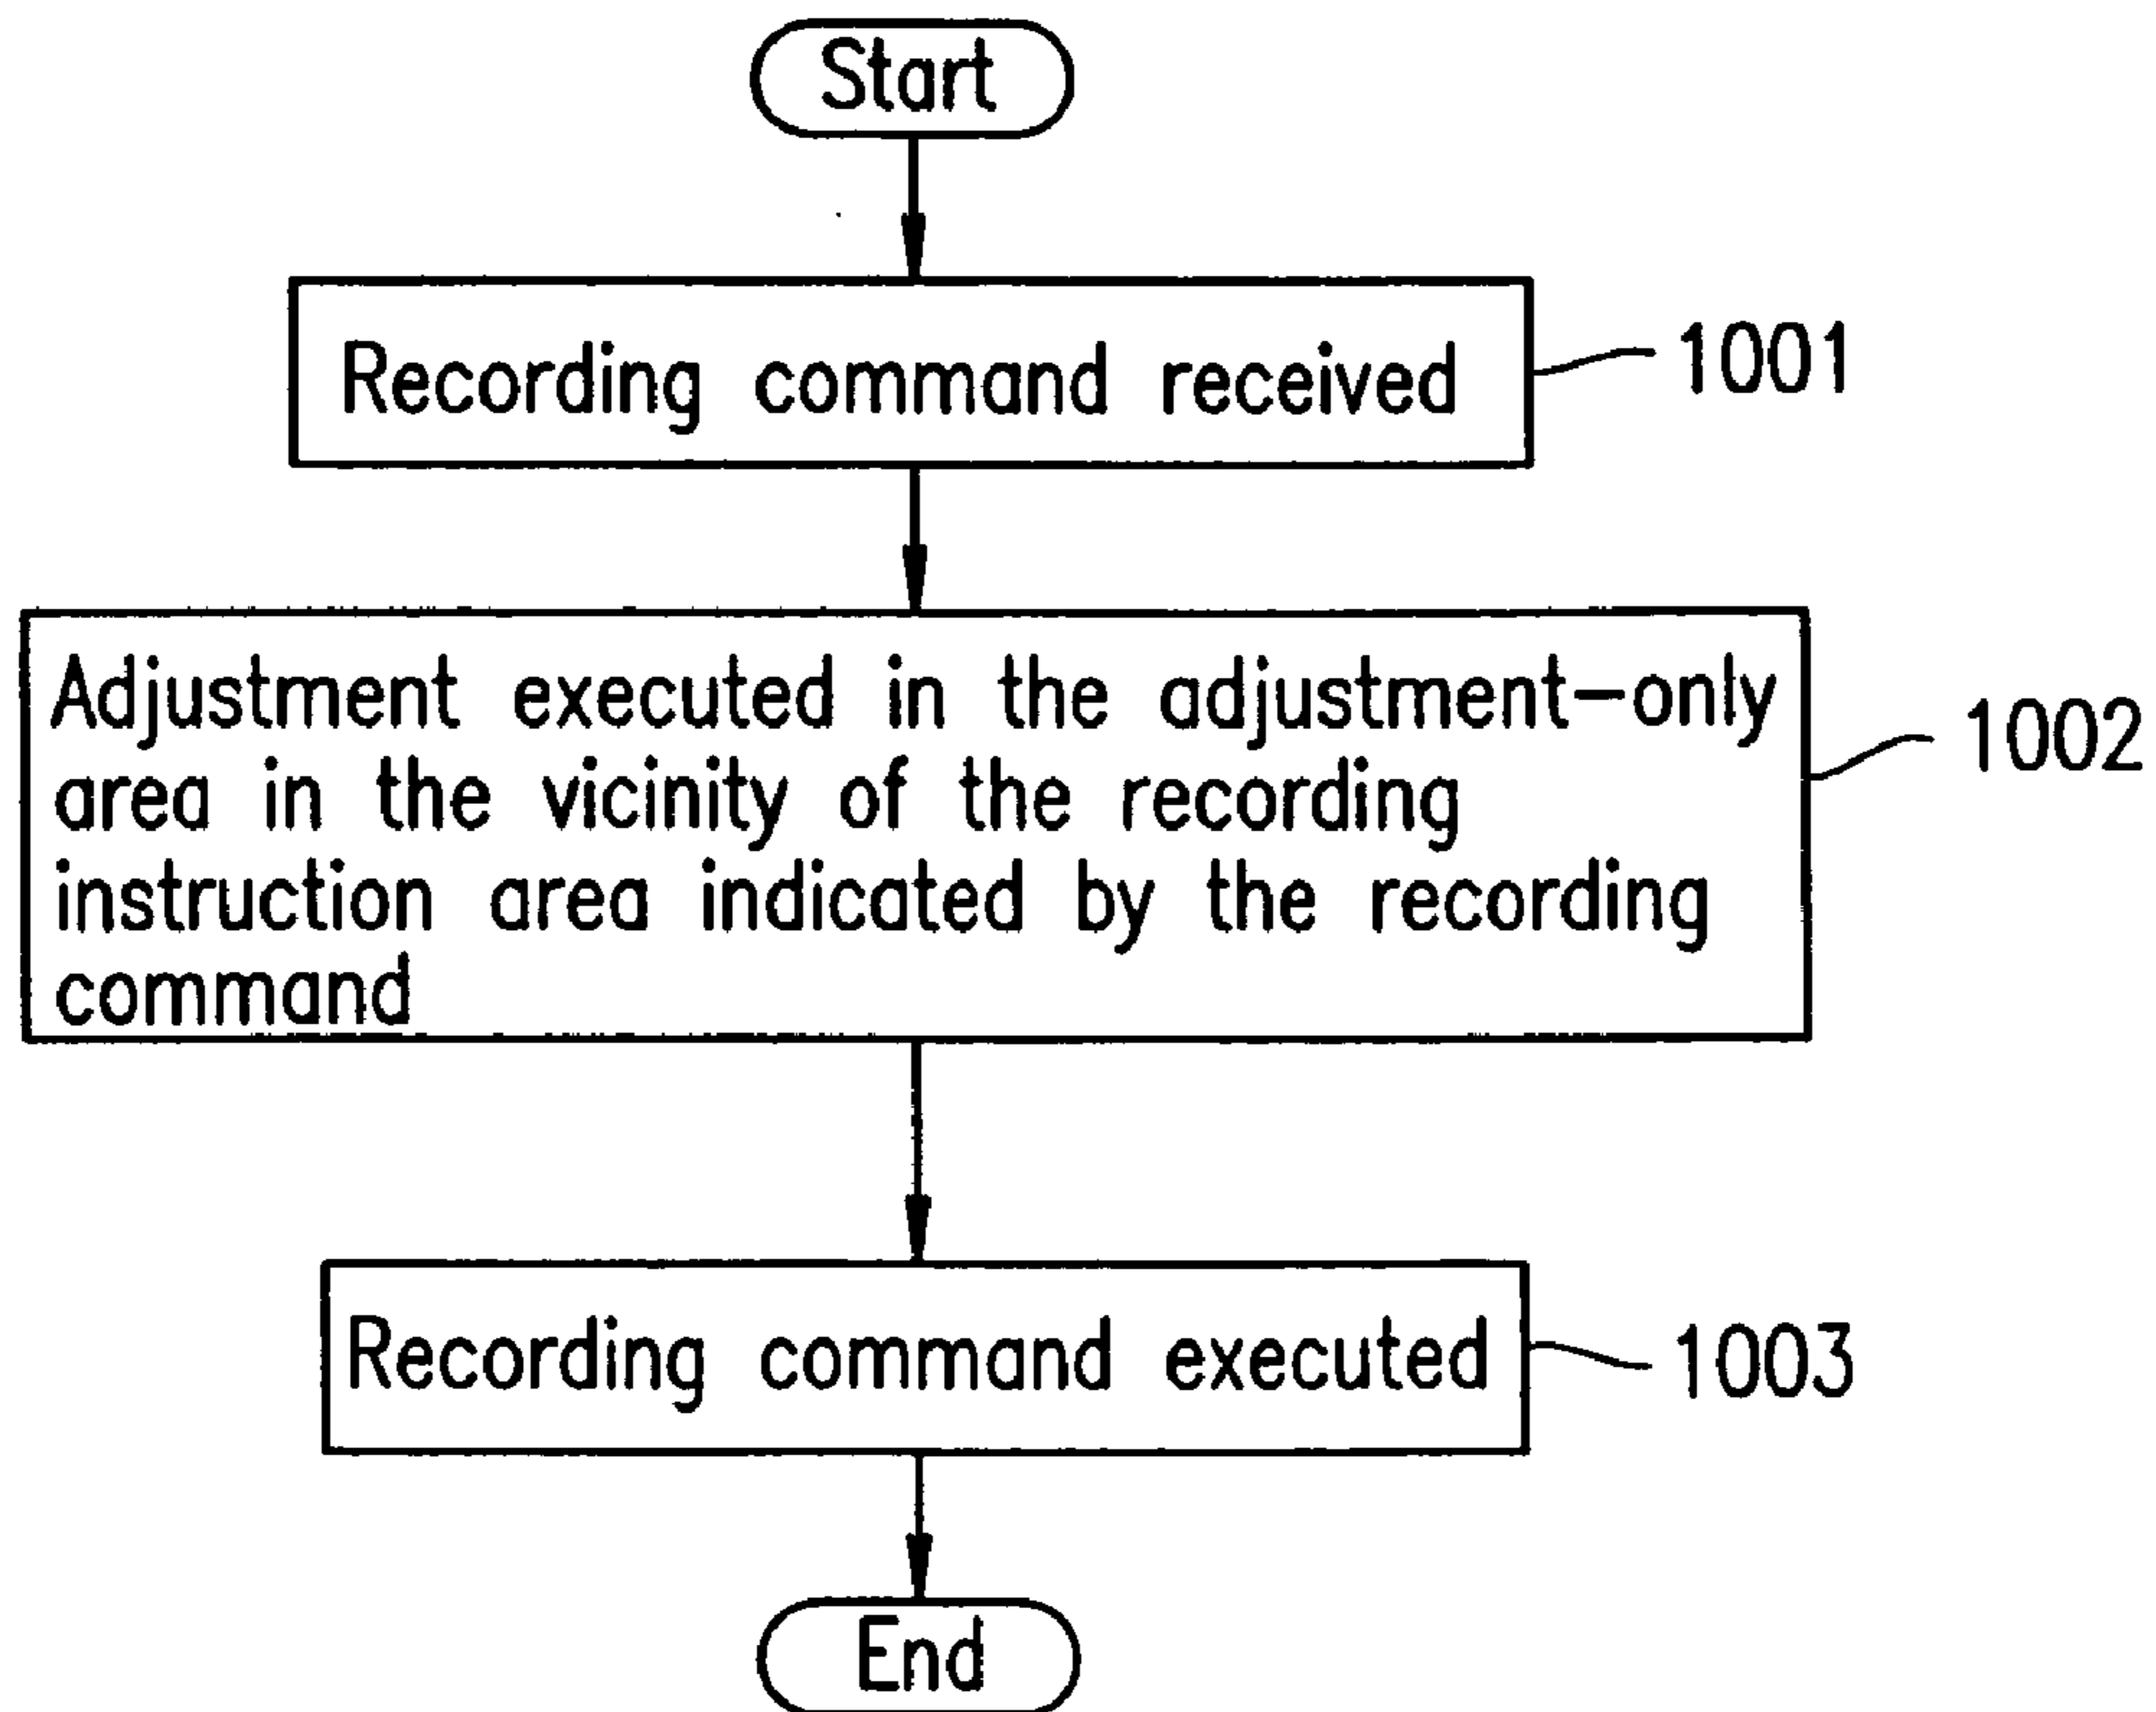 Start
Recording command received
1001
Adjustment executed in the adjustment-only
area in the vicinity of the recording
instruction area indicated by the recording
command
1002
Recording command executed
1003
End